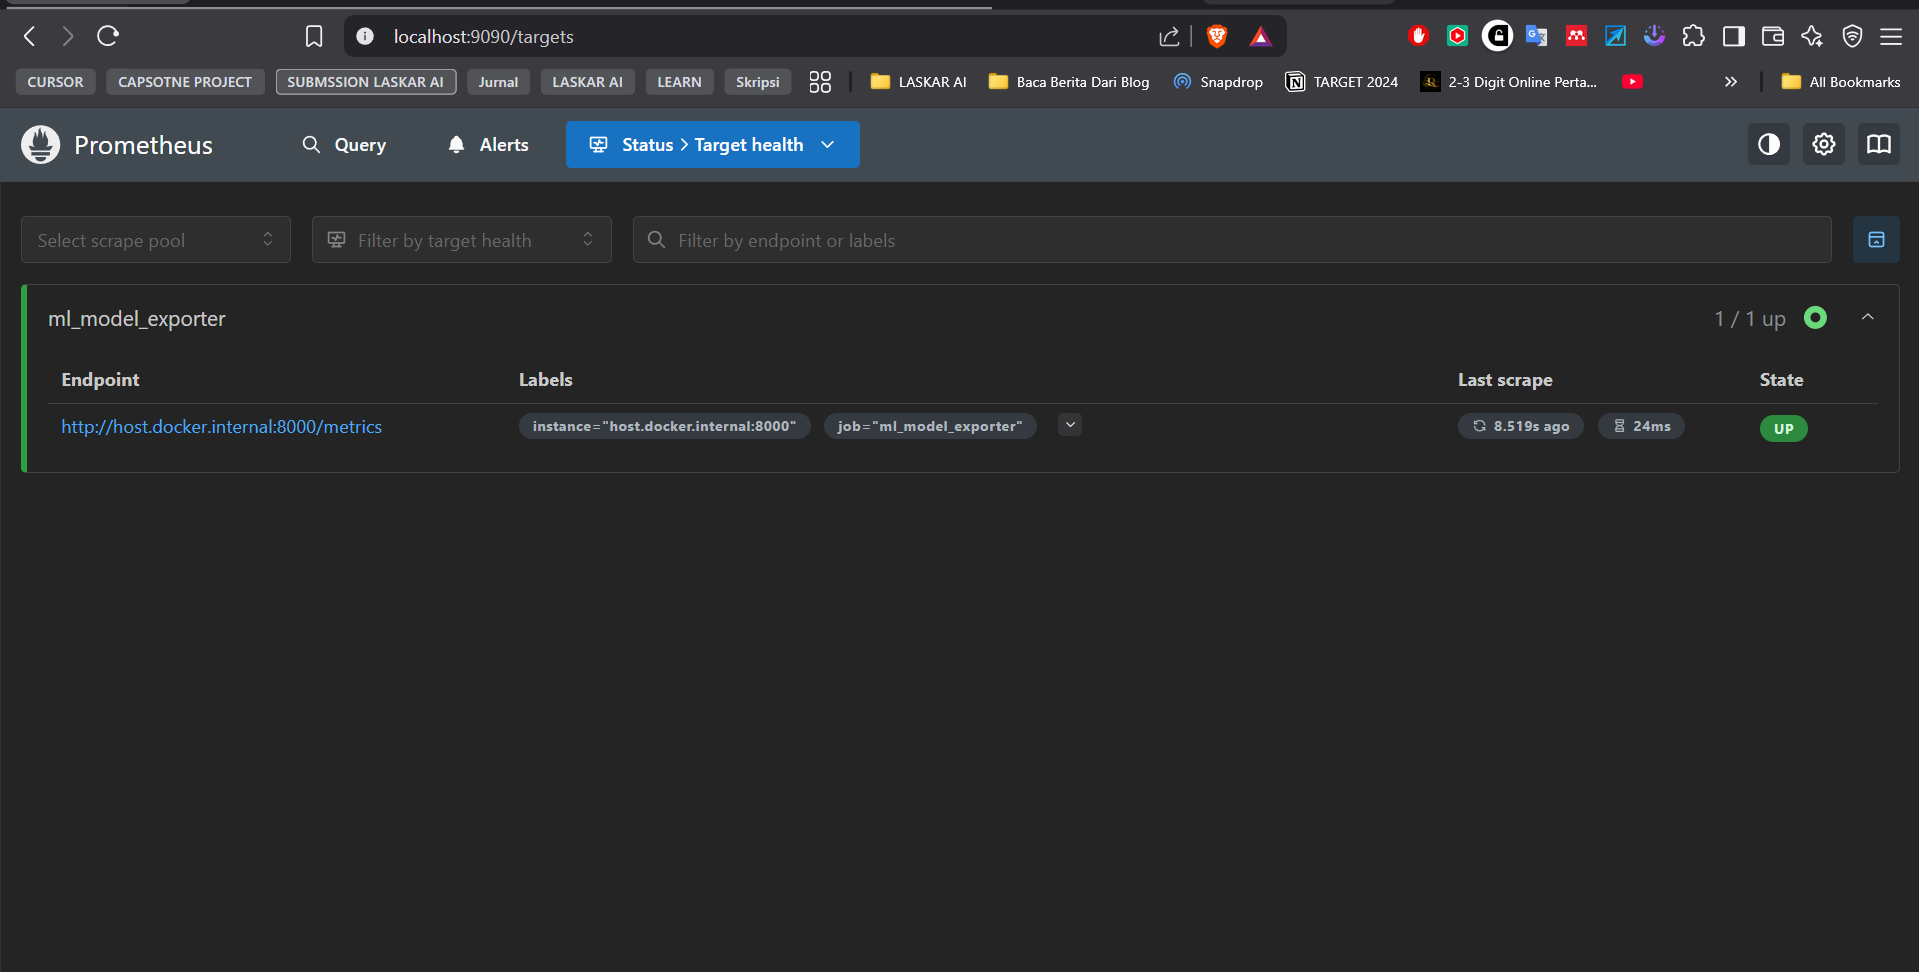 localhost:9090/targets
CURSOR CAPSOTNE PROJECT SUBMSSION LASKAR AI Jurnal LASKAR AI LEARN Skripsi LASKAR AI Baca Berita Dari Blog Snapdrop TARGET 2024 2-3 Digit Online Perta... All Bookmarks
Prometheus Query Alerts Status > Target health
Select scrape pool Filter by target health Filter by endpoint or labels
ml_model_exporter 1 / 1 up
Endpoint Labels Last scrape State
http://host.docker.internal:8000/metrics instance="host.docker.internal:8000" job="ml_model_exporter" 8.519s ago 24ms UP